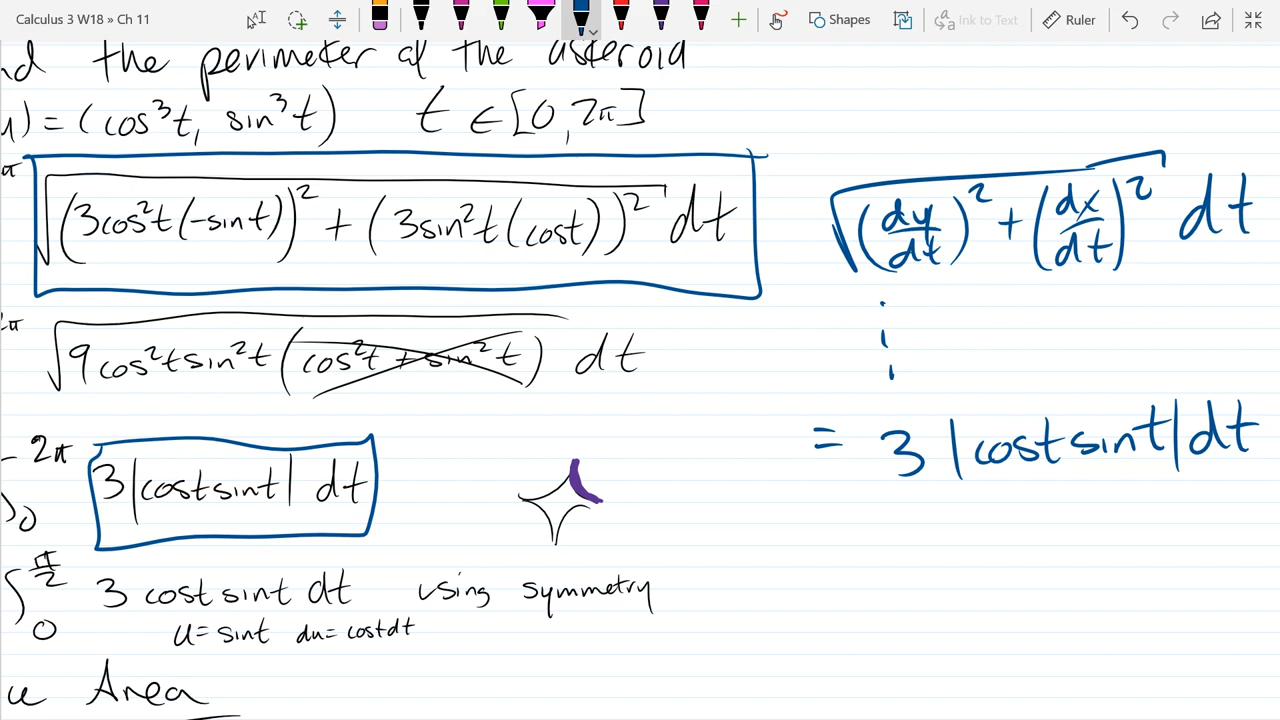 Calculus 3 W18 » Ch 11
Shapes
Ink to Text
Ruler
nd the perimeter of the asteroid
) = (cos³t, sin³t) t ∈ [0, 2π]
π √((3cos²t(-sint))² + (3sin²t(cost))²) dt
√((dy/dt)² + (dx/dt)²) dt
2π √(9cos²tsin²t(cos²t + sin²t)) dt
= 3 |costsint| dt
∫₀^2π 3|costsint| dt
∫₀^π/2 3 costsint dt using symmetry
u = sint du = costdt
Area